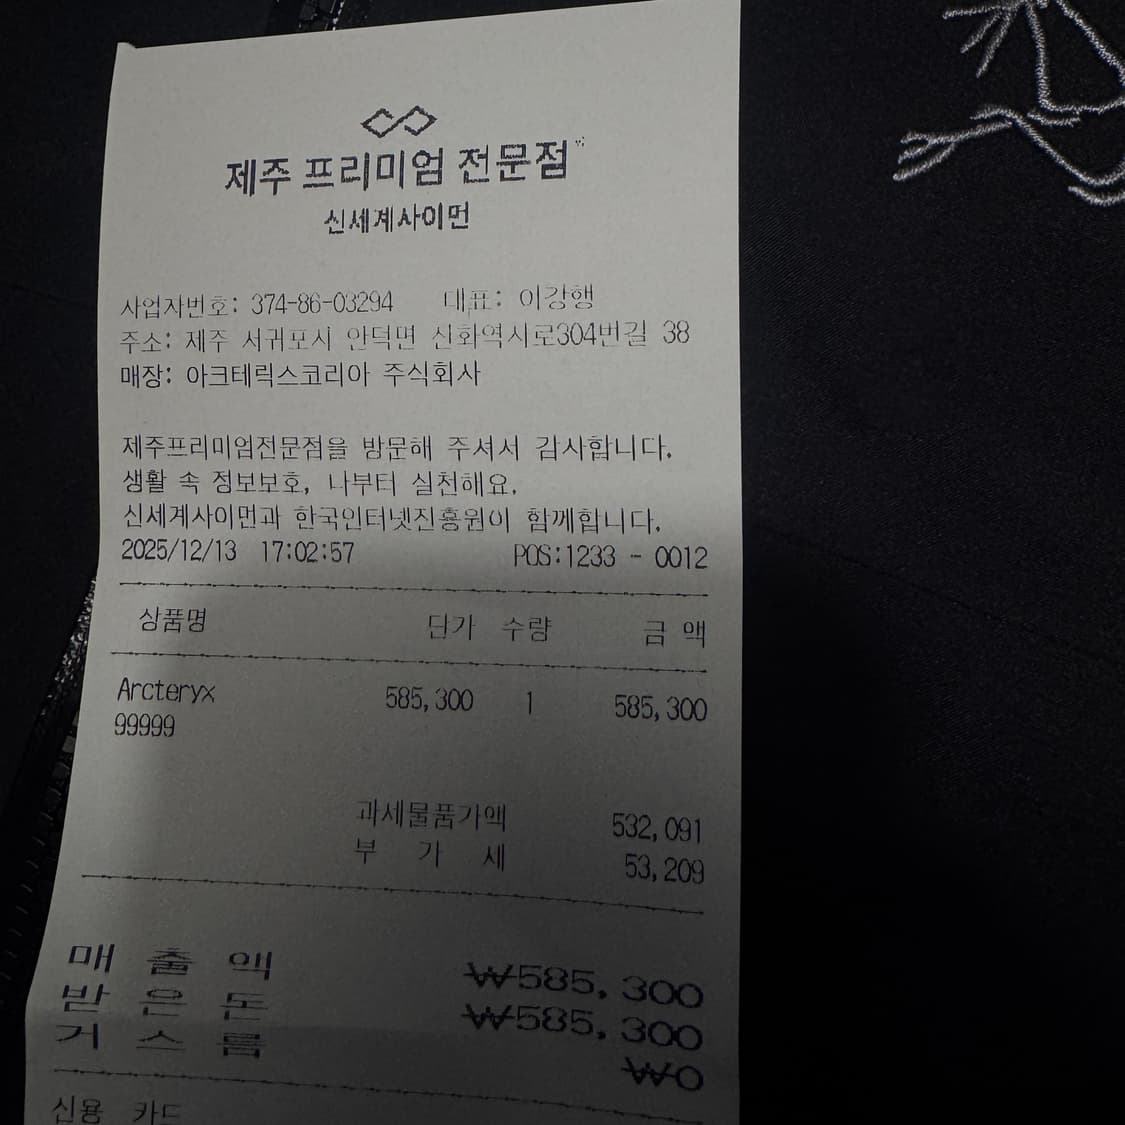 제주 프리미엄 전문점
신세계사이먼
사업자번호: 374-86-03294 대표: 이강행
주소: 제주 서귀포시 안덕면 신화역사로304번길 38
매장: 아크테릭스코리아 주식회사
제주프리미엄전문점을 방문해 주셔서 감사합니다.
생활 속 정보보호, 나부터 실천해요.
신세계사이먼과 한국인터넷진흥원이 함께합니다.
2025/12/13 17:02:57 POS:1233 - 0012
상품명 단가 수량 금 액
Arcteryx 585,300 1 585,300
99999
과세물품가액 532,091
부 가 세 53,209
매 출 액 ₩585,300
받 은 돈 ₩585,300
거 스 름 ₩0
신용 카드